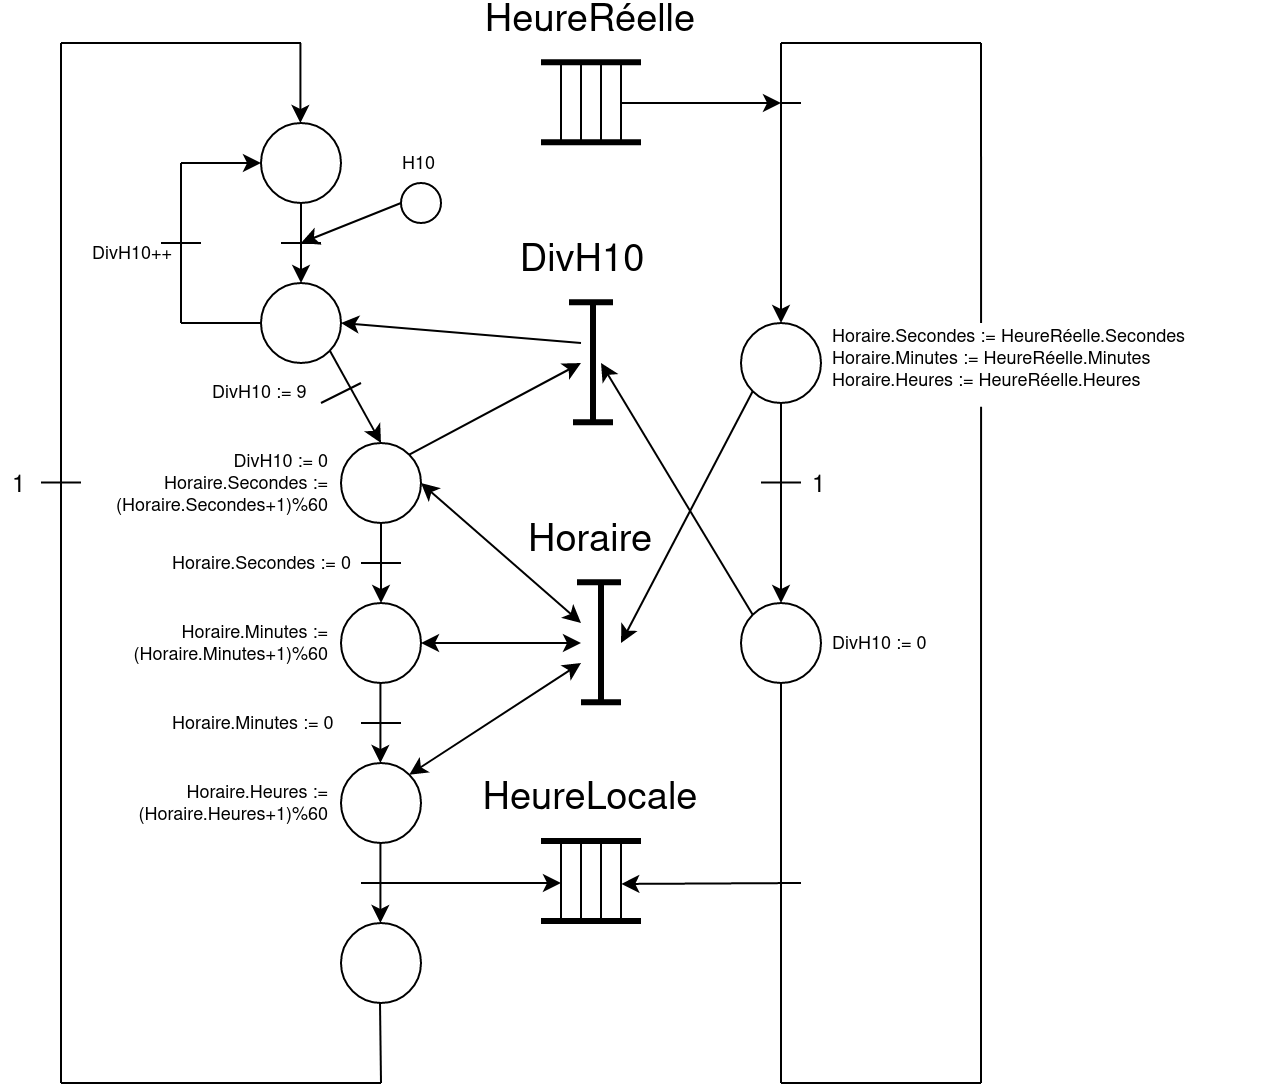 HeureRéelle
H10
DivH10++
DivH10
Horaire.Secondes := HeureRéelle.Secondes
Horaire.Minutes := HeureRéelle.Minutes
Horaire.Heures := HeureRéelle.Heures
DivH10 := 9
DivH10 := 0
Horaire.Secondes :=
(Horaire.Secondes+1)%60
1
1
Horaire
Horaire.Secondes := 0
Horaire.Minutes :=
(Horaire.Minutes+1)%60
DivH10 := 0
Horaire.Minutes := 0
Horaire.Heures :=
(Horaire.Heures+1)%60
HeureLocale